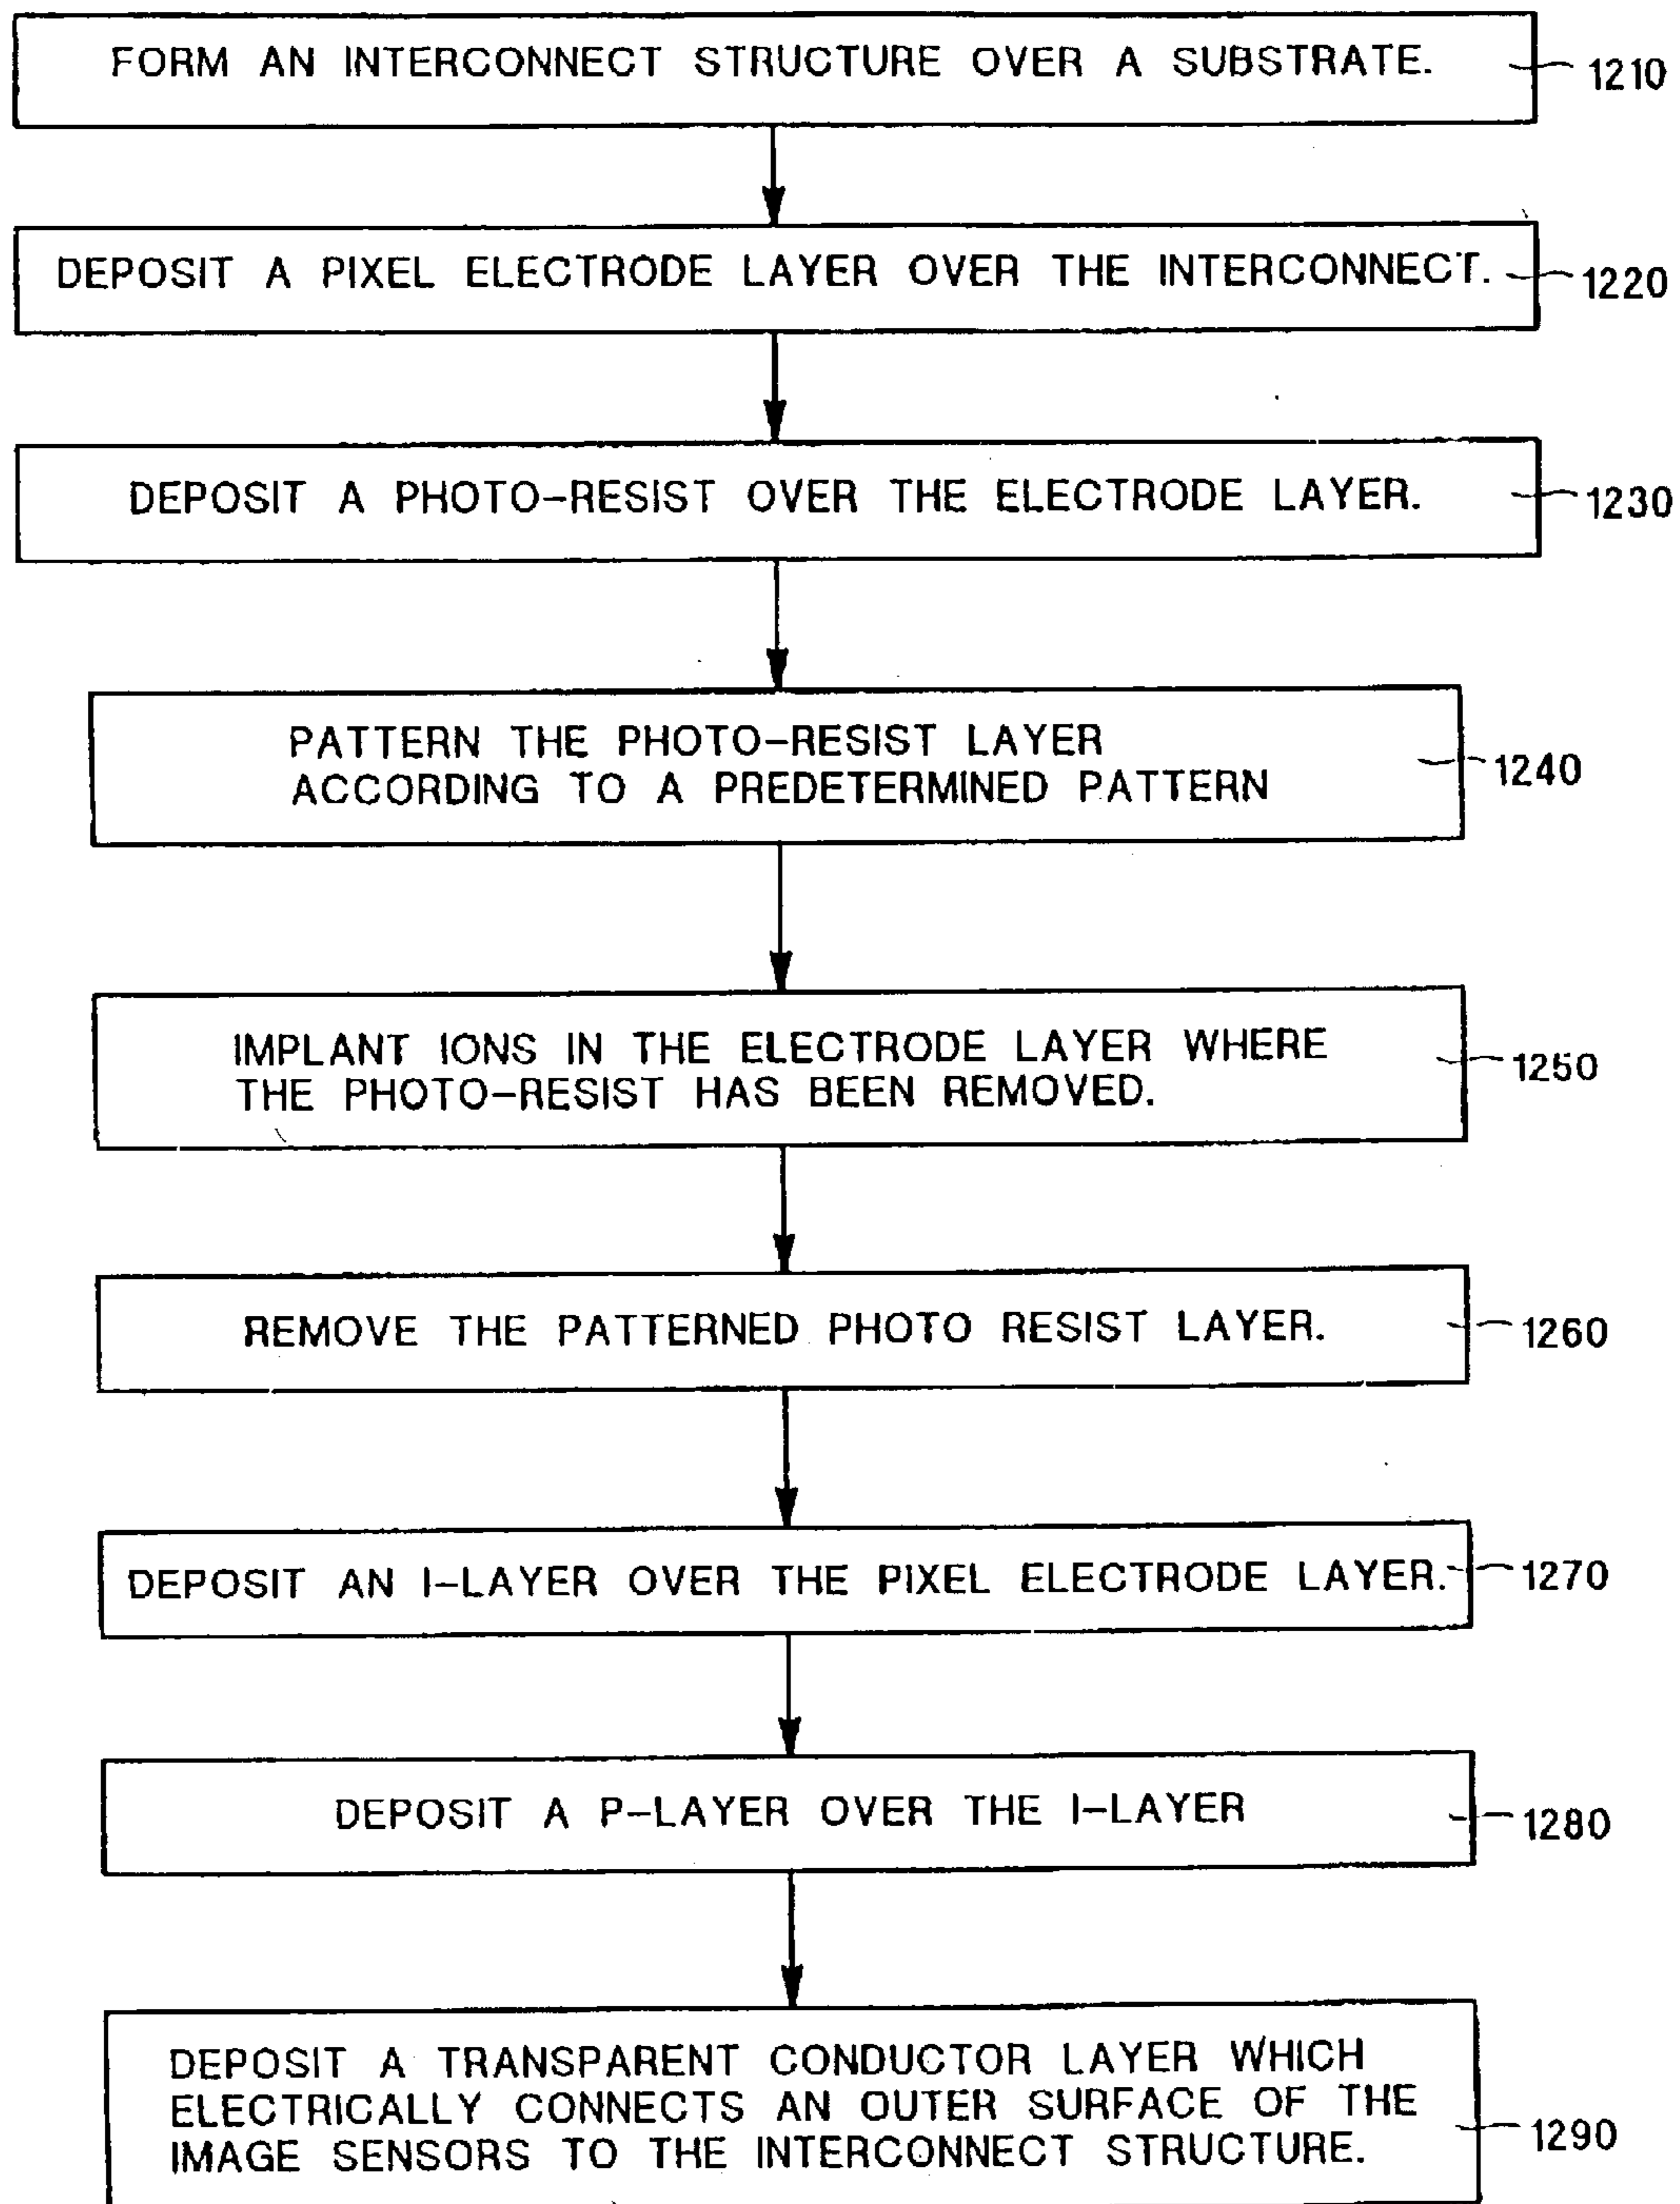 FORM AN INTERCONNECT STRUCTURE OVER A SUBSTRATE. 1210
DEPOSIT A PIXEL ELECTRODE LAYER OVER THE INTERCONNECT. 1220
DEPOSIT A PHOTO-RESIST OVER THE ELECTRODE LAYER. 1230
PATTERN THE PHOTO-RESIST LAYER
ACCORDING TO A PREDETERMINED PATTERN 1240
IMPLANT IONS IN THE ELECTRODE LAYER WHERE
THE PHOTO-RESIST HAS BEEN REMOVED. 1250
REMOVE THE PATTERNED PHOTO RESIST LAYER. 1260
DEPOSIT AN I-LAYER OVER THE PIXEL ELECTRODE LAYER. 1270
DEPOSIT A P-LAYER OVER THE I-LAYER 1280
DEPOSIT A TRANSPARENT CONDUCTOR LAYER WHICH
ELECTRICALLY CONNECTS AN OUTER SURFACE OF THE
IMAGE SENSORS TO THE INTERCONNECT STRUCTURE. 1290